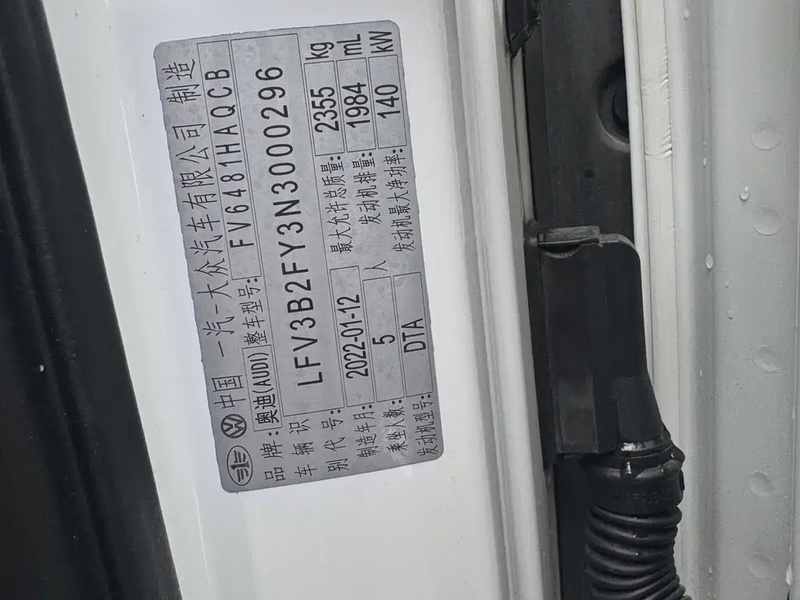 中国 一汽-大众汽车有限公司 制造
品牌:奥迪(AUDI) 整车型号: FV6481HAQCB
车辆识别代号: LFV3B2FY3N3000296
制造年月: 2022-01-12 最大允许总质量: 2355 kg
乘坐人数: 5 人 发动机排量: 1984 mL
发动机型号: DTA 发动机最大净功率: 140 kW